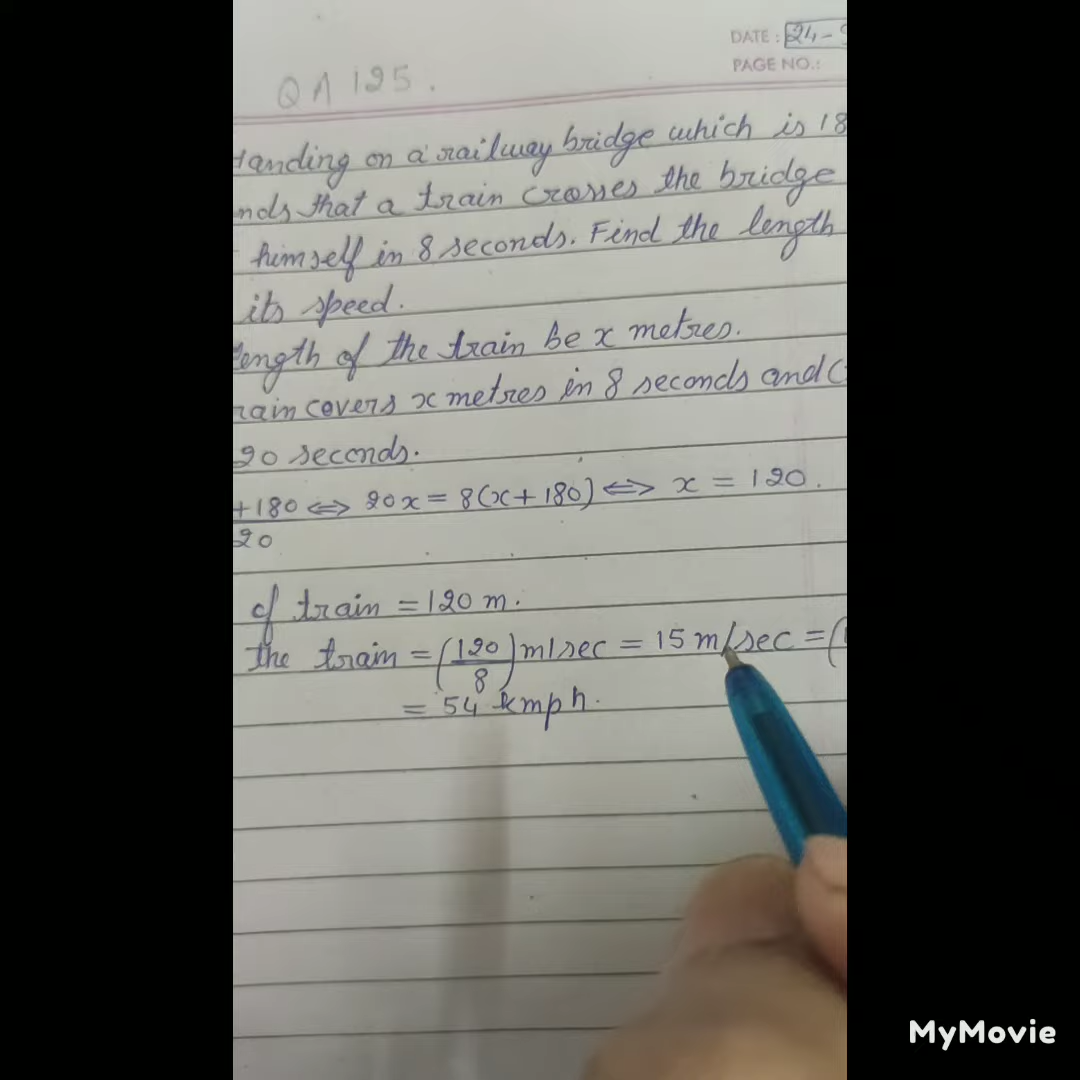 DATE: 24-
PAGE NO.:
QA 125.
tanding on a railway bridge which is 18
nds that a train crosses the bridge
himself in 8 seconds. Find the length
its speed.
length of the train be x metres.
rain covers x metres in 8 seconds and (
20 seconds.
+180 ⇔ 20x = 8(x+180) ⇔ x = 120.
20
of train = 120 m.
the train = (120/8) m/sec = 15 m/sec = (
= 54 kmph.
MyMovie